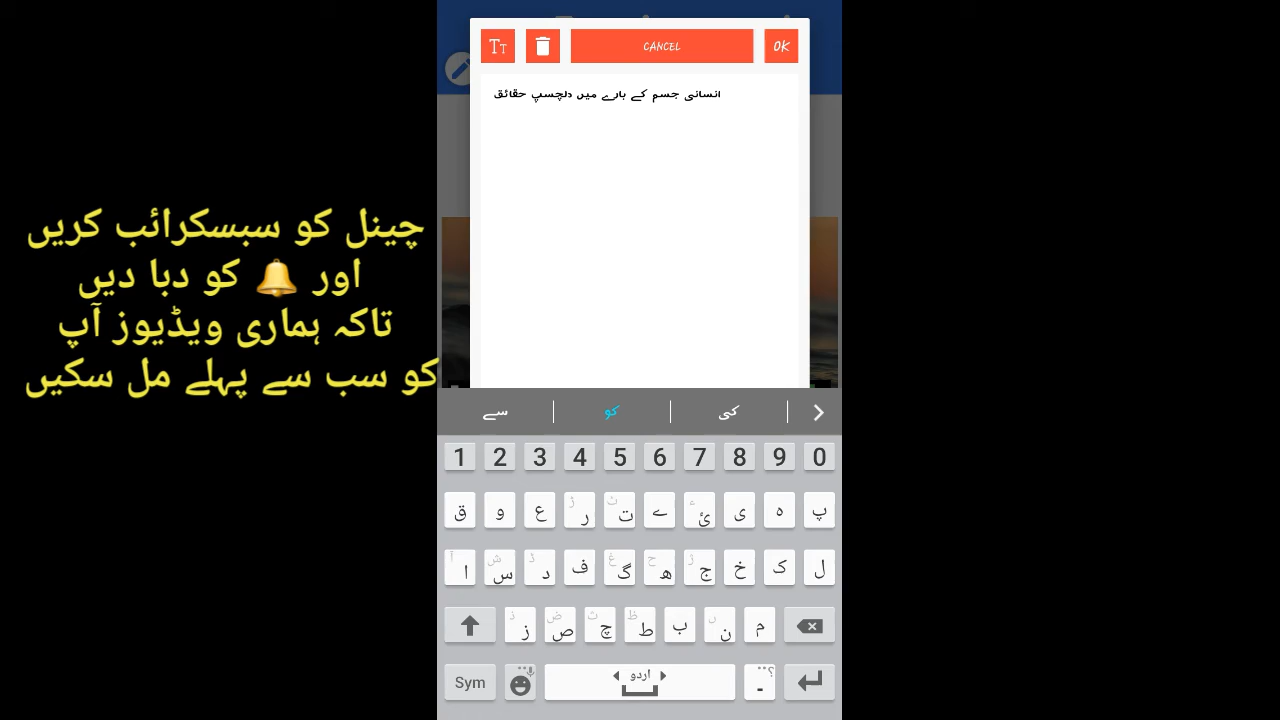 Tт
CANCEL
OK
انسانی جسم کے بارے میں دلچسپ حقائق
چینل کو سبسکرائب کریں
اور 🔔 کو دبا دیں
تاکہ ہماری ویڈیوز آپ
کو سب سے پہلے مل سکیں
سے کو کی
1 2 3 4 5 6 7 8 9 0
ق و ع ر ڑ ت ٹ ے ئ ء ی ہ پ
ا آ س ش د ڈ ف گ غ ھ ح ج ژ خ ک ل
ز ذ ص ض چ ث ط ظ ب ن ں م
Sym اردو ۔ ؟